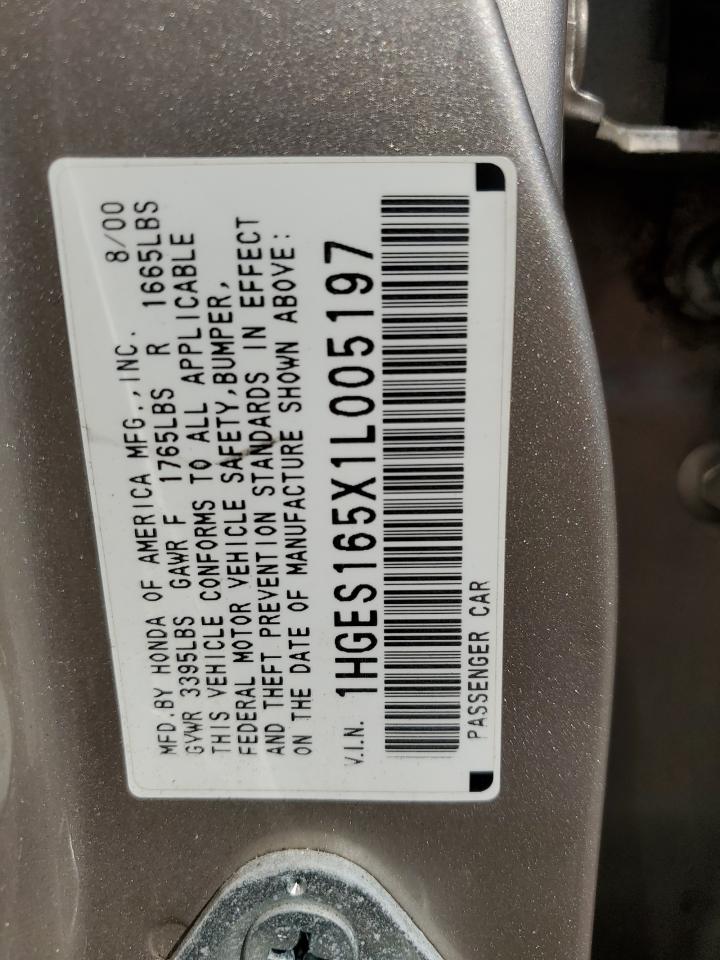 MFD.BY HONDA OF AMERICA MFG.,INC. 8/00
GVWR 3395LBS GAWR F 1765LBS R 1665LBS
THIS VEHICLE CONFORMS TO ALL APPLICABLE
FEDERAL MOTOR VEHICLE SAFETY,BUMPER,
AND THEFT PREVENTION STANDARDS IN EFFECT
ON THE DATE OF MANUFACTURE SHOWN ABOVE:
V.I.N. 1HGES165X1L005197
PASSENGER CAR